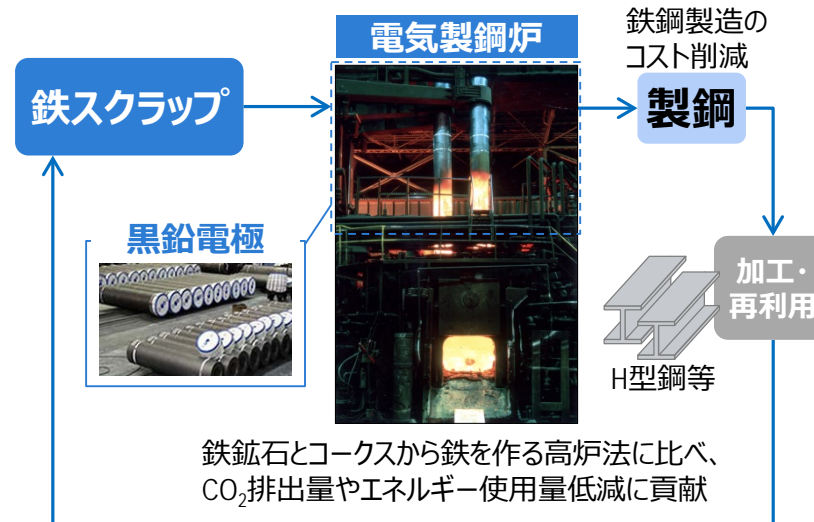 電気製鋼炉
鉄鋼製造の
コスト削減
鉄スクラップ
製鋼
黒鉛電極
加工・
再利用
H型鋼等
鉄鉱石とコークスから鉄を作る高炉法に比べ、
CO₂排出量やエネルギー使用量低減に貢献